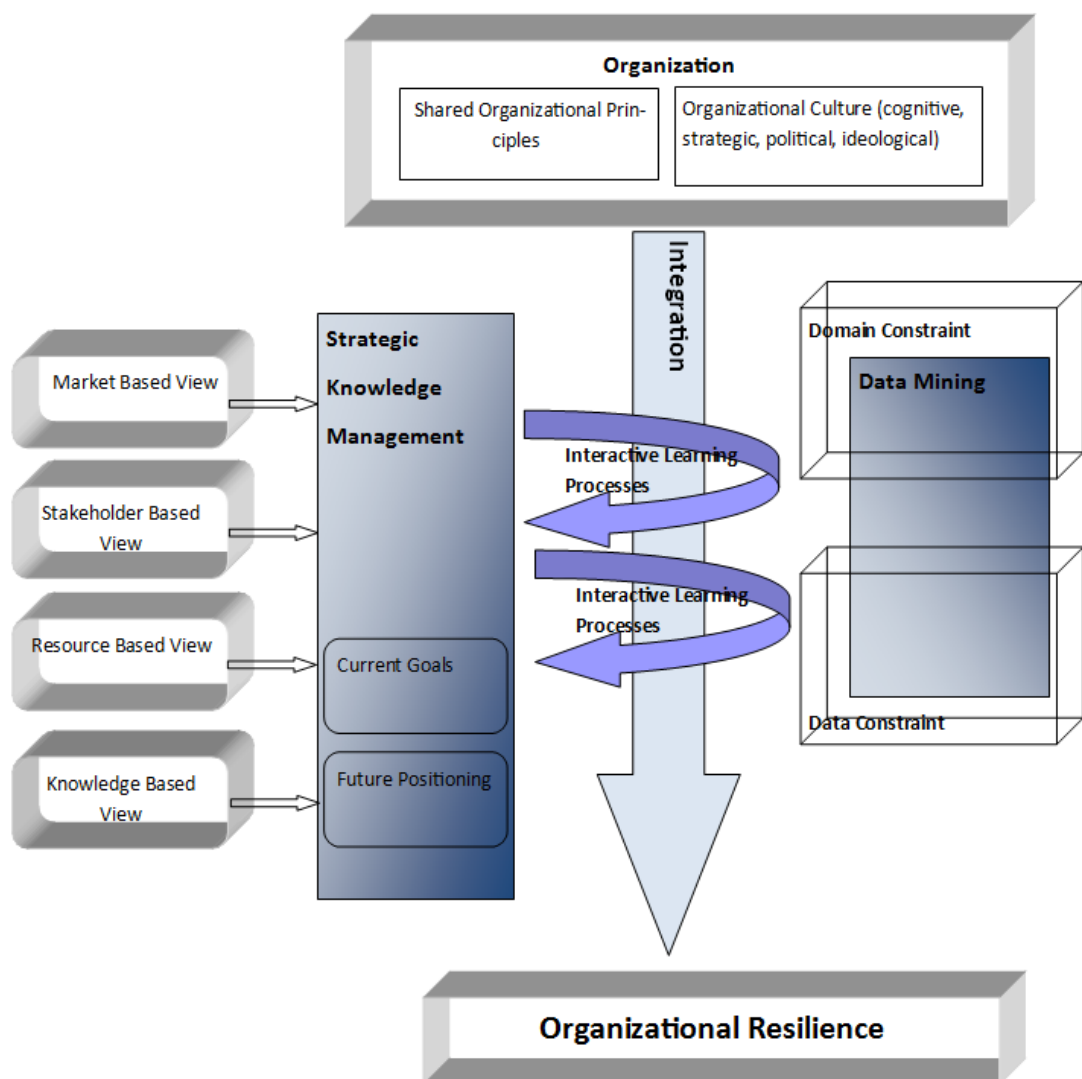 Organization
Shared Organizational Prin-
ciples
Organizational Culture (cognitive,
strategic, political, ideological)
Integration
Market Based View
Stakeholder Based
View
Resource Based View
Knowledge Based
View
Strategic
Knowledge
Management
Current Goals
Future Positioning
Interactive Learning
Processes
Interactive Learning
Processes
Domain Constraint
Data Mining
Data Constraint
Organizational Resilience